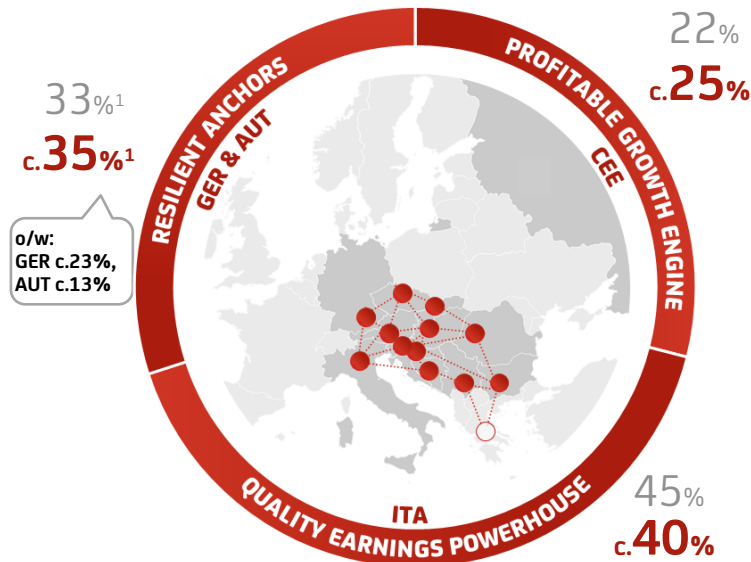 RESILIENT ANCHORS
GER & AUT
33%¹
c.35%¹
o/w:
GER c.23%,
AUT c.13%
PROFITABLE GROWTH ENGINE
CEE
22%
c.25%
ITA
QUALITY EARNINGS POWERHOUSE
45%
c.40%